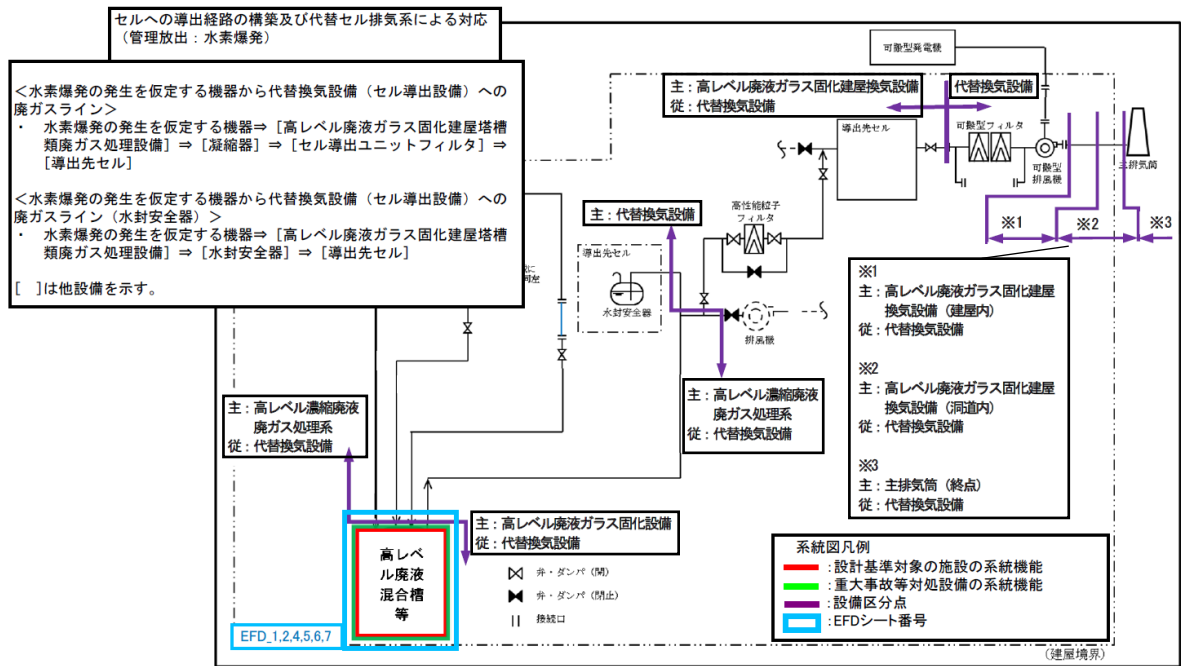 セルへの導出経路の構築及び代替セル排気系による対応
(管理放出:水素爆発)
<水素爆発の発生を仮定する機器から代替換気設備(セル導出設備)への
廃ガスライン>
・ 水素爆発の発生を仮定する機器⇒[高レベル廃液ガラス固化建屋塔槽
類廃ガス処理設備]⇒[凝縮器]⇒[セル導出ユニットフィルタ]⇒
[導出先セル]
<水素爆発の発生を仮定する機器から代替換気設備(セル導出設備)への
廃ガスライン(水封安全器)>
・ 水素爆発の発生を仮定する機器⇒[高レベル廃液ガラス固化建屋塔槽
類廃ガス処理設備]⇒[水封安全器]⇒[導出先セル]
[ ]は他設備を示す。
可搬型発電機
主:高レベル廃液ガラス固化建屋換気設備
従:代替換気設備
代替換気設備
導出先セル
可搬型フィルタ
可搬型
排風機
主排気筒
※1
※2
※3
主:代替換気設備
高性能粒子
フィルタ
導出先セル
水封安全器
排風機
※1
主:高レベル廃液ガラス固化建屋
換気設備(建屋内)
従:代替換気設備
※2
主:高レベル廃液ガラス固化建屋
換気設備(洞道内)
従:代替換気設備
※3
主:主排気筒(終点)
従:代替換気設備
主:高レベル濃縮廃液
廃ガス処理系
従:代替換気設備
主:高レベル濃縮廃液
廃ガス処理系
従:代替換気設備
主:高レベル廃液ガラス固化設備
従:代替換気設備
高レベ
ル廃液
混合槽
等
EFD_1,2,4,5,6,7
弁・ダンパ(開)
弁・ダンパ(閉止)
接続口
系統図凡例
:設計基準対象の施設の系統機能
:重大事故等対処設備の系統機能
:設備区分点
:EFDシート番号
(建屋境界)